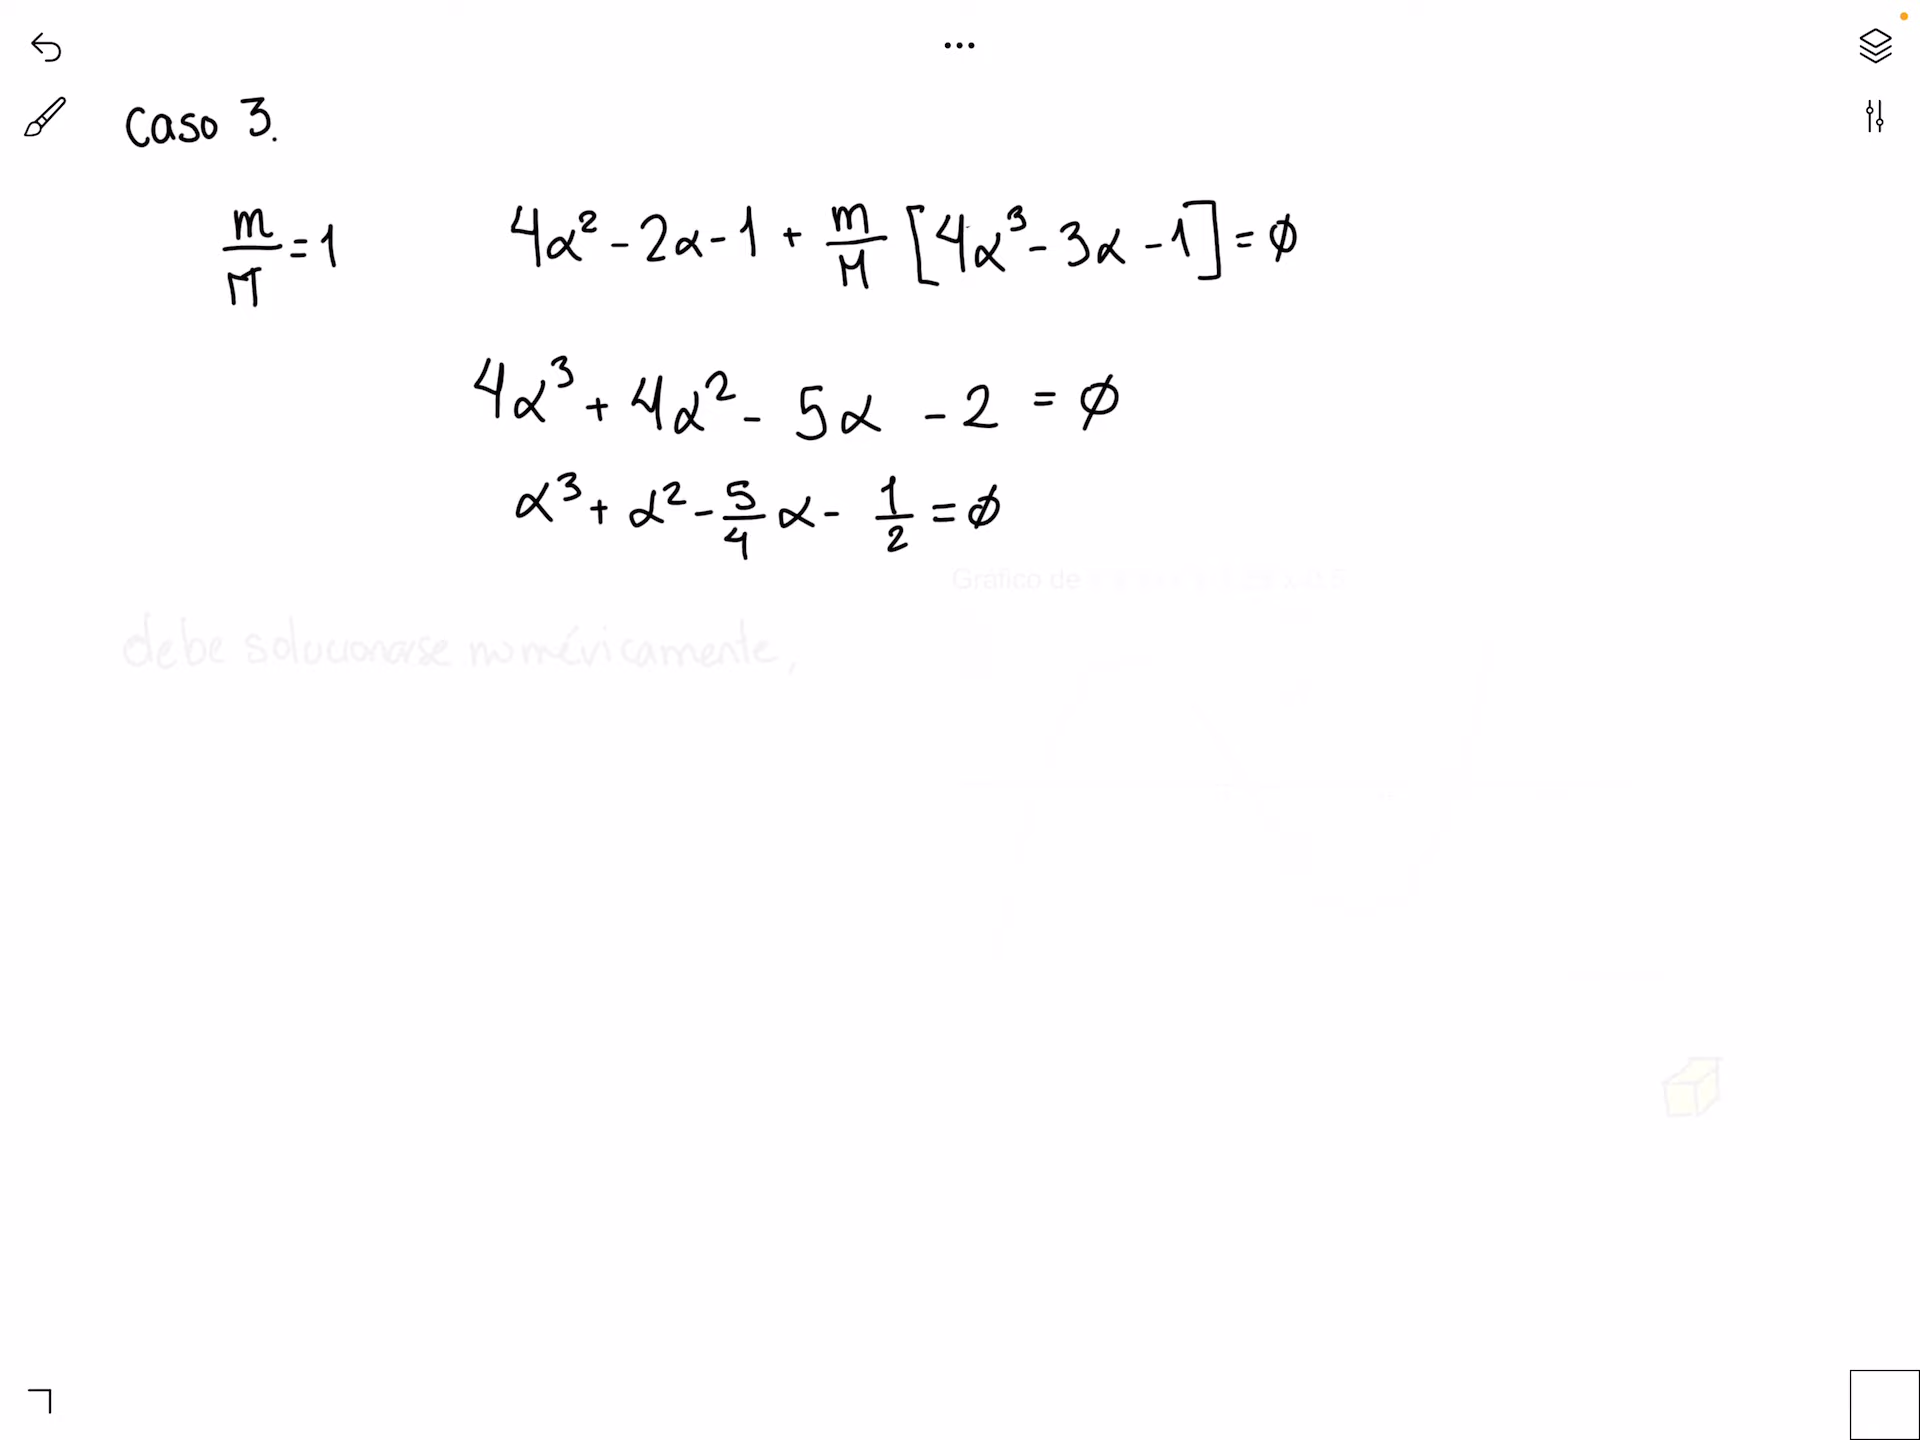 Caso 3.
m/M = 1
4α² - 2α - 1 + m/M [4α³ - 3α - 1] = ∅
4α³ + 4α² - 5α - 2 = ∅
α³ + α² - 5/4 α - 1/2 = ∅
Gráfico de
debe solucionarse numéricamente,